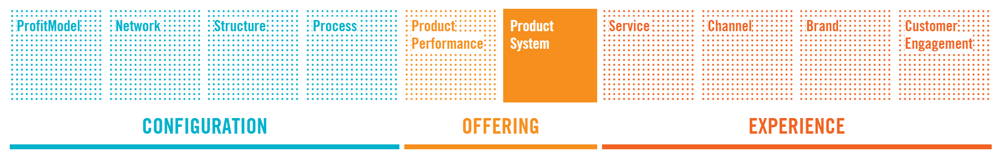 ProfitModel
Network
Structure
Process
Product
Performance
Product
System
Service
Channel
Brand
Customer
Engagement
CONFIGURATION
OFFERING
EXPERIENCE